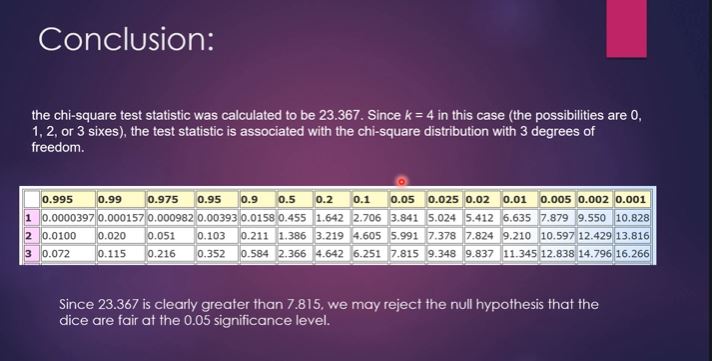 Conclusion:
the chi-square test statistic was calculated to be 23.367. Since k = 4 in this case (the possibilities are 0,
1, 2, or 3 sixes), the test statistic is associated with the chi-square distribution with 3 degrees of
freedom.
0.995 0.99 0.975 0.95 0.9 0.5 0.2 0.1 0.05 0.025 0.02 0.01 0.005 0.002 0.001
1 0.0000397 0.000157 0.000982 0.00393 0.0158 0.455 1.642 2.706 3.841 5.024 5.412 6.635 7.879 9.550 10.828
2 0.0100 0.020 0.051 0.103 0.211 1.386 3.219 4.605 5.991 7.378 7.824 9.210 10.597 12.429 13.816
3 0.072 0.115 0.216 0.352 0.584 2.366 4.642 6.251 7.815 9.348 9.837 11.345 12.838 14.796 16.266
Since 23.367 is clearly greater than 7.815, we may reject the null hypothesis that the
dice are fair at the 0.05 significance level.